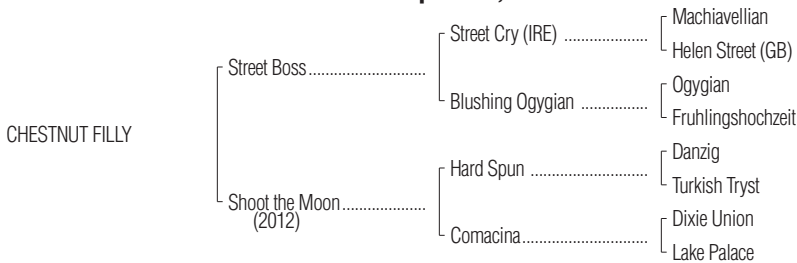 Machiavellian
Street Cry (IRE) ....................
Helen Street (GB)
Street Boss............................
Ogygian
Blushing Ogygian ................
Fruhlingshochzeit
CHESTNUT FILLY
Danzig
Hard Spun ............................
Turkish Tryst
Shoot the Moon....................
(2012)
Dixie Union
Comacina..............................
Lake Palace